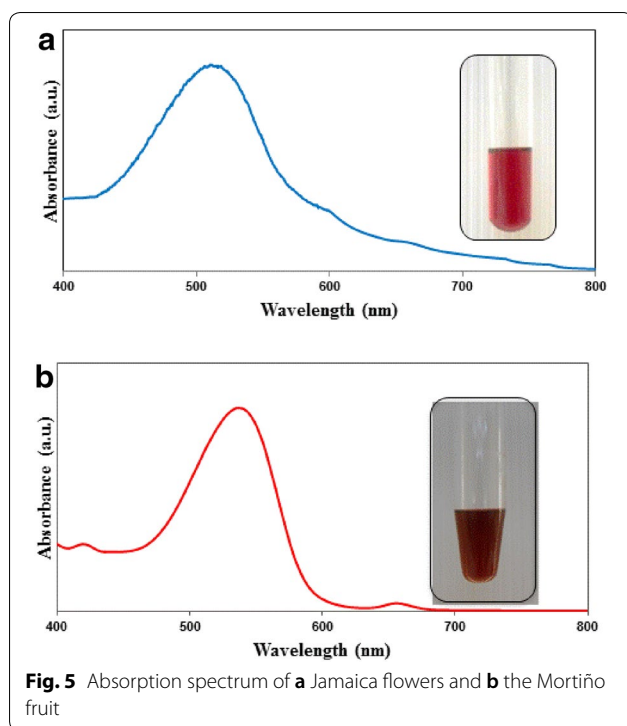 a
Absorbance (a.u.)
400 500 600 700 800
Wavelength (nm)
b
Absorbance (a.u.)
400 500 600 700 800
Wavelength (nm)
Fig. 5 Absorption spectrum of a Jamaica flowers and b the Mortiño
fruit